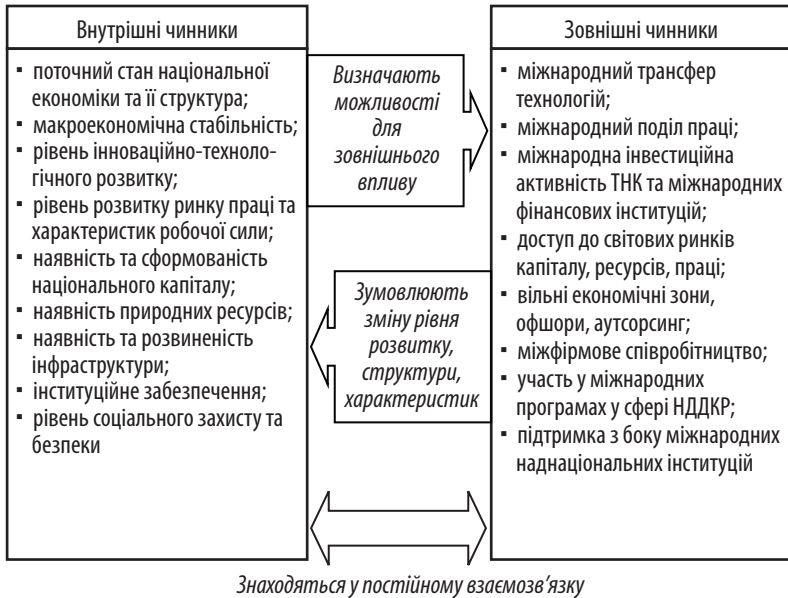 Внутрішні чинники
▪ поточний стан національної
економіки та її структура;
▪ макроекономічна стабільність;
▪ рівень інноваційно-техноло-
гічного розвитку;
▪ рівень розвитку ринку праці та
характеристик робочої сили;
▪ наявність та сформованість
національного капіталу;
▪ наявність природних ресурсів;
▪ наявність та розвиненість
інфраструктури;
▪ інституційне забезпечення;
▪ рівень соціального захисту та
безпеки
Визначають
можливості
для
зовнішнього
впливу
Зумовлюють
зміну рівня
розвитку,
структури,
характеристик
Зовнішні чинники
▪ міжнародний трансфер
технологій;
▪ міжнародний поділ праці;
▪ міжнародна інвестиційна
активність ТНК та міжнародних
фінансових інституцій;
▪ доступ до світових ринків
капіталу, ресурсів, праці;
▪ вільні економічні зони,
офшори, аутсорсинг;
▪ міжфірмове співробітництво;
▪ участь у міжнародних
програмах у сфері НДДКР;
▪ підтримка з боку міжнародних
наднаціональних інституцій
Знаходяться у постійному взаємозв’язку